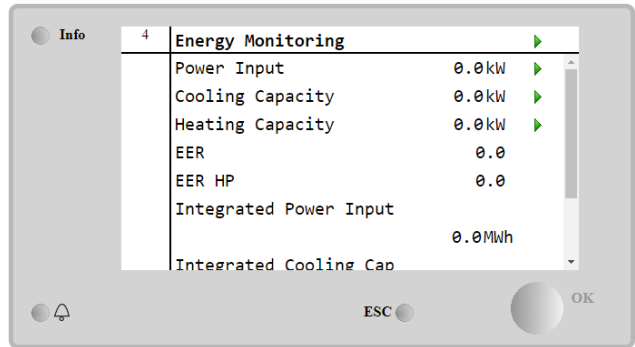 Info
4 Energy Monitoring
Power Input 0.0kW
Cooling Capacity 0.0kW
Heating Capacity 0.0kW
EER 0.0
EER HP 0.0
Integrated Power Input
0.0MWh
Integrated Cooling Cap
ESC
OK